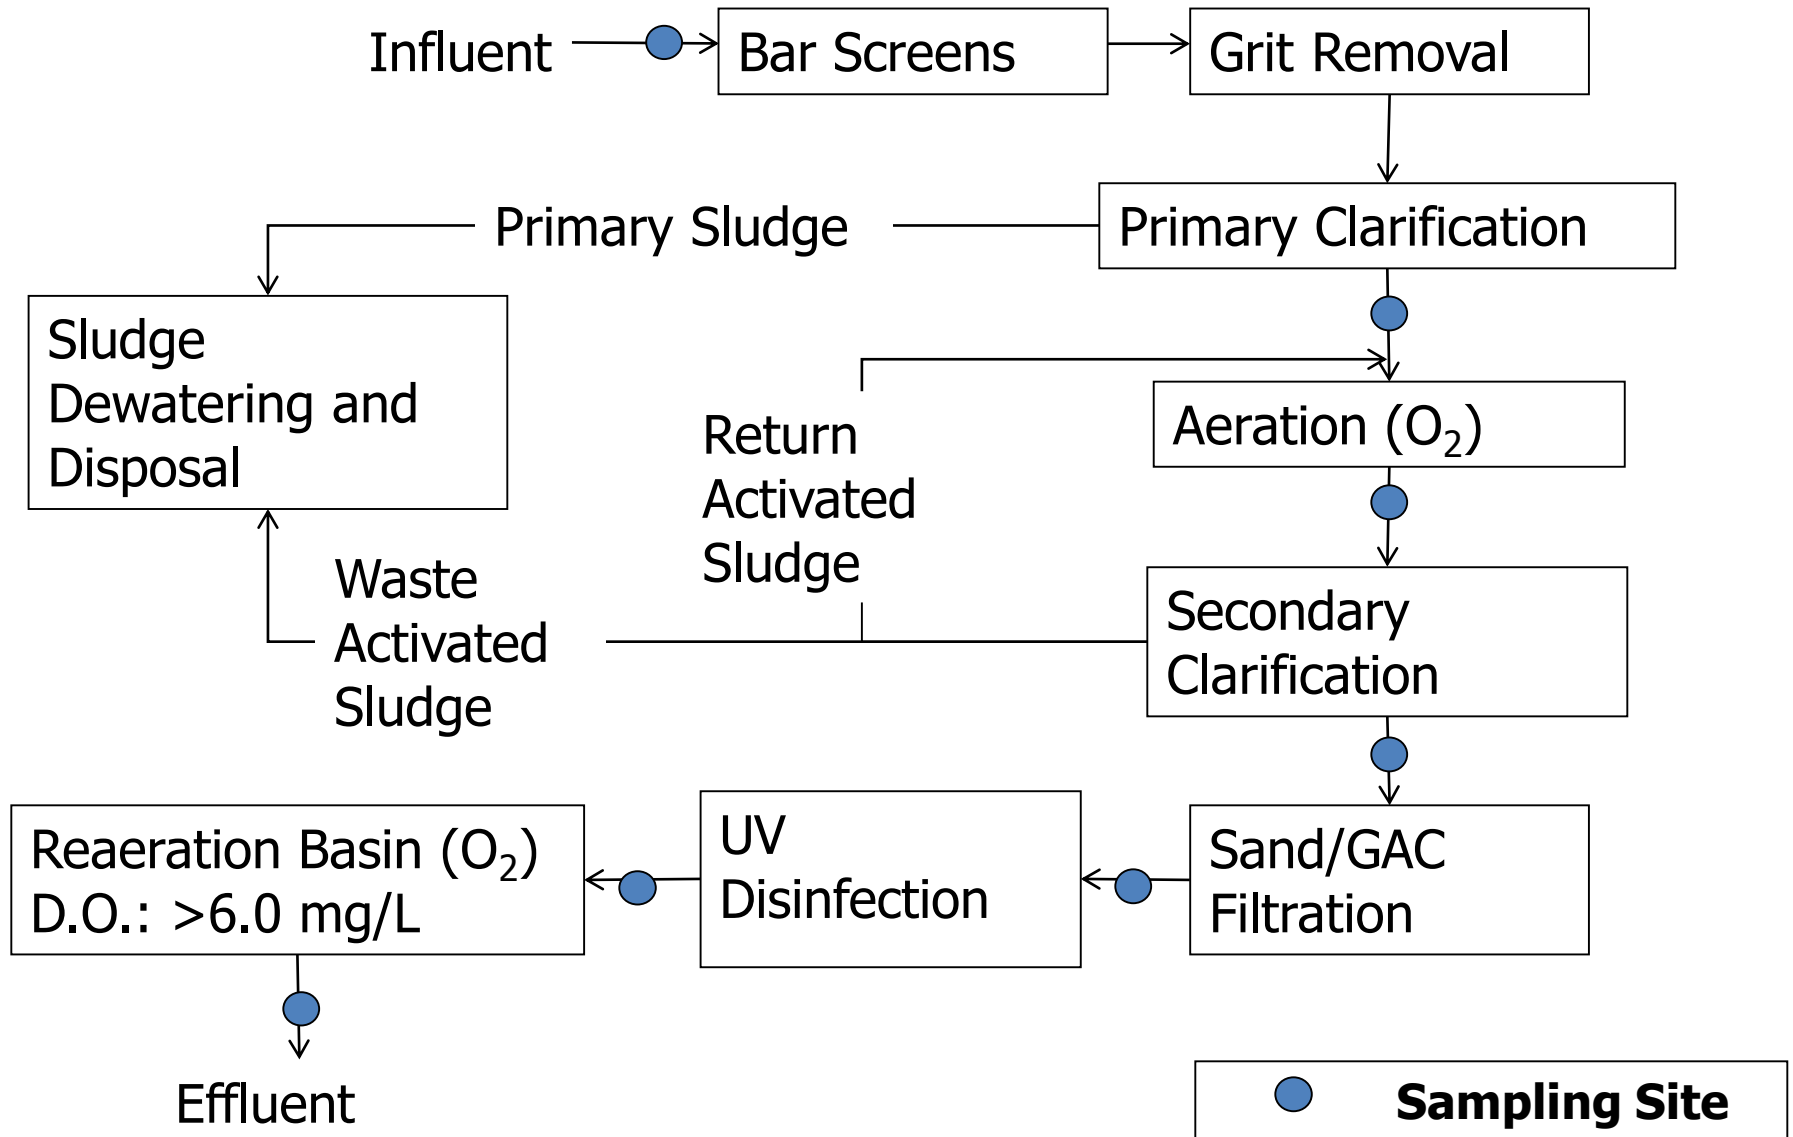 Influent
Bar Screens
Grit Removal
Primary Sludge
Primary Clarification
Sludge
Dewatering and
Disposal
Return
Activated
Sludge
Aeration (O₂)
Waste
Activated
Sludge
Secondary
Clarification
Reaeration Basin (O₂)
D.O.: >6.0 mg/L
UV
Disinfection
Sand/GAC
Filtration
Effluent
Sampling Site